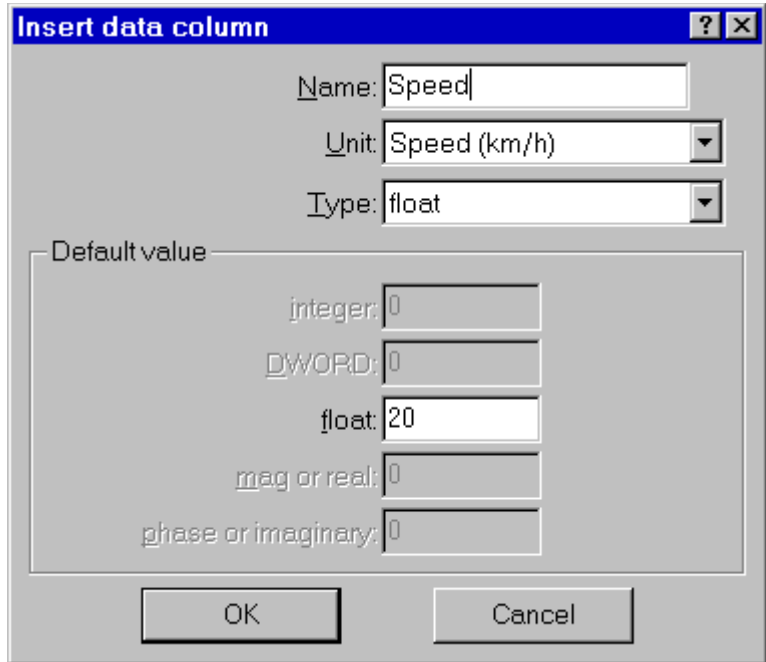 Insert data column
Name: Speed
Unit: Speed (km/h)
Type: float
Default value
integer: 0
DWORD: 0
float: 20
mag or real: 0
phase or imaginary: 0
OK Cancel